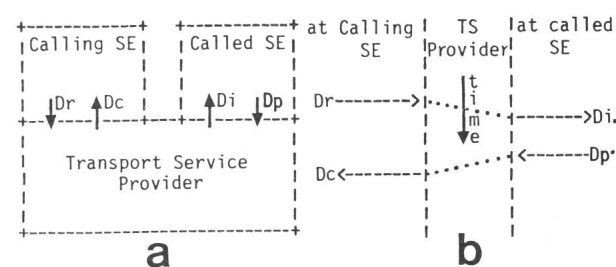 Calling SE
Called SE
Dr
Dc
Di
Dp
Transport Service
Provider
a
at Calling
SE
TS
Provider
at called
SE
time
Dr
Di.
Dp.
Dc
b